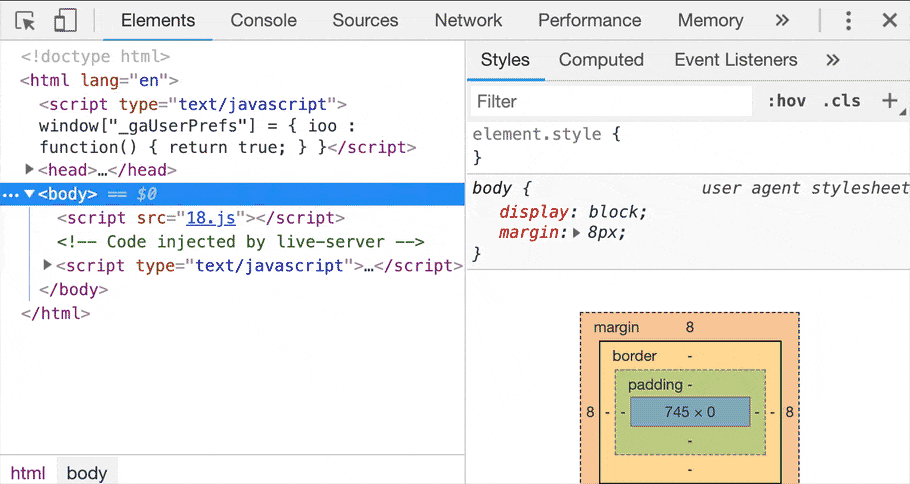 Elements Console Sources Network Performance Memory »
<!doctype html>
<html lang="en">
<script type="text/javascript">
window["_gaUserPrefs"] = { ioo :
function() { return true; } }</script>
<head>…</head>
<body> == $0
<script src="18.js"></script>
<!-- Code injected by live-server -->
<script type="text/javascript">…</script>
</body>
</html>
html body
Styles Computed Event Listeners »
Filter :hov .cls +
element.style {
}
body { user agent stylesheet
display: block;
margin: 8px;
}
margin 8
border -
padding -
8 - - 745 × 0 - - 8
-
-